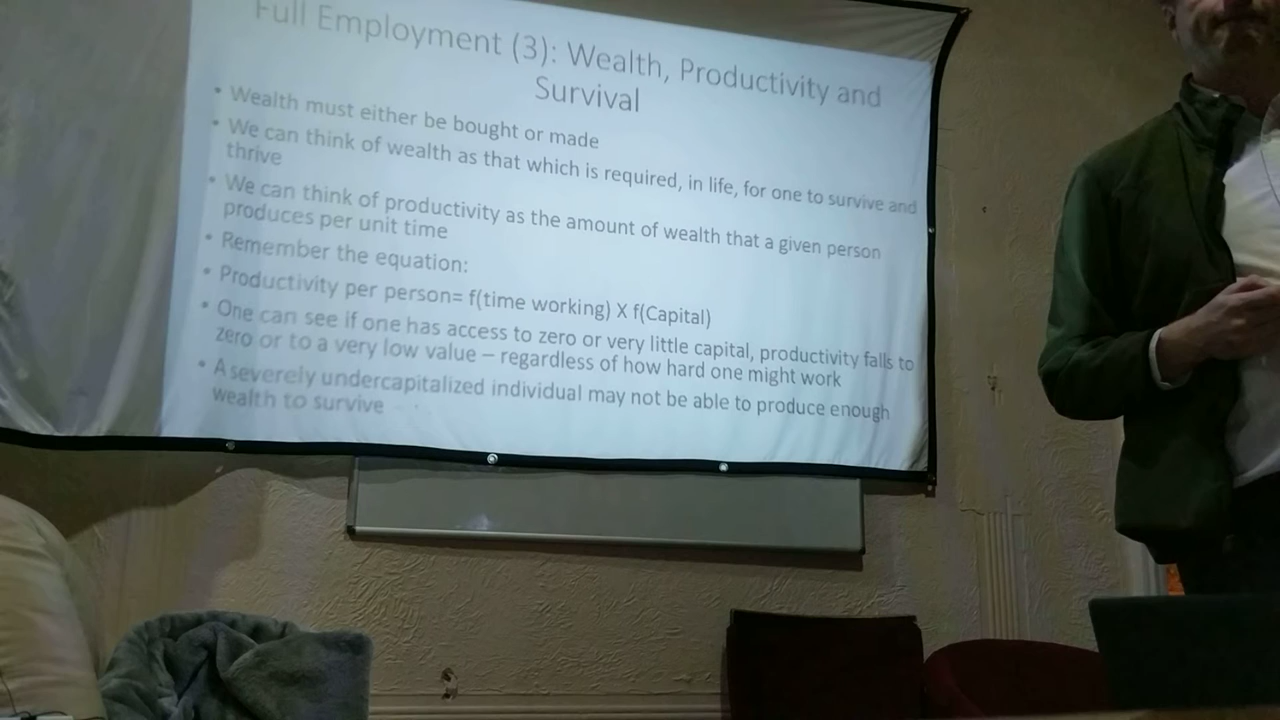 Full Employment (3): Wealth, Productivity and
Survival
• Wealth must either be bought or made
• We can think of wealth as that which is required, in life, for one to survive and
thrive
• We can think of productivity as the amount of wealth that a given person
produces per unit time
• Remember the equation:
• Productivity per person= f(time working) X f(Capital)
• One can see if one has access to zero or very little capital, productivity falls to
zero or to a very low value – regardless of how hard one might work
• A severely undercapitalized individual may not be able to produce enough
wealth to survive